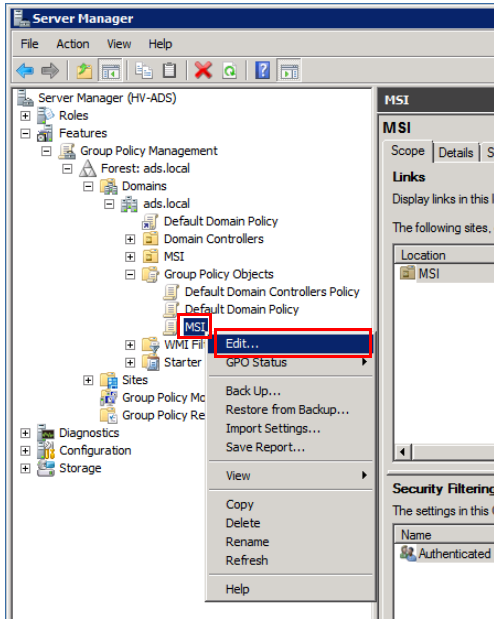 Server Manager
File Action View Help
Server Manager (HV-ADS)
Roles
Features
Group Policy Management
Forest: ads.local
Domains
ads.local
Default Domain Policy
Domain Controllers
MSI
Group Policy Objects
Default Domain Controllers Policy
Default Domain Policy
MSI
WMI Fil
Starter
Sites
Group Policy Mo
Group Policy Re
Diagnostics
Configuration
Storage
Edit...
GPO Status
Back Up...
Restore from Backup...
Import Settings...
Save Report...
View
Copy
Delete
Rename
Refresh
Help
MSI
MSI
Scope Details S
Links
Display links in this l
The following sites,
Location
MSI
Security Filtering
The settings in this
Name
Authenticated